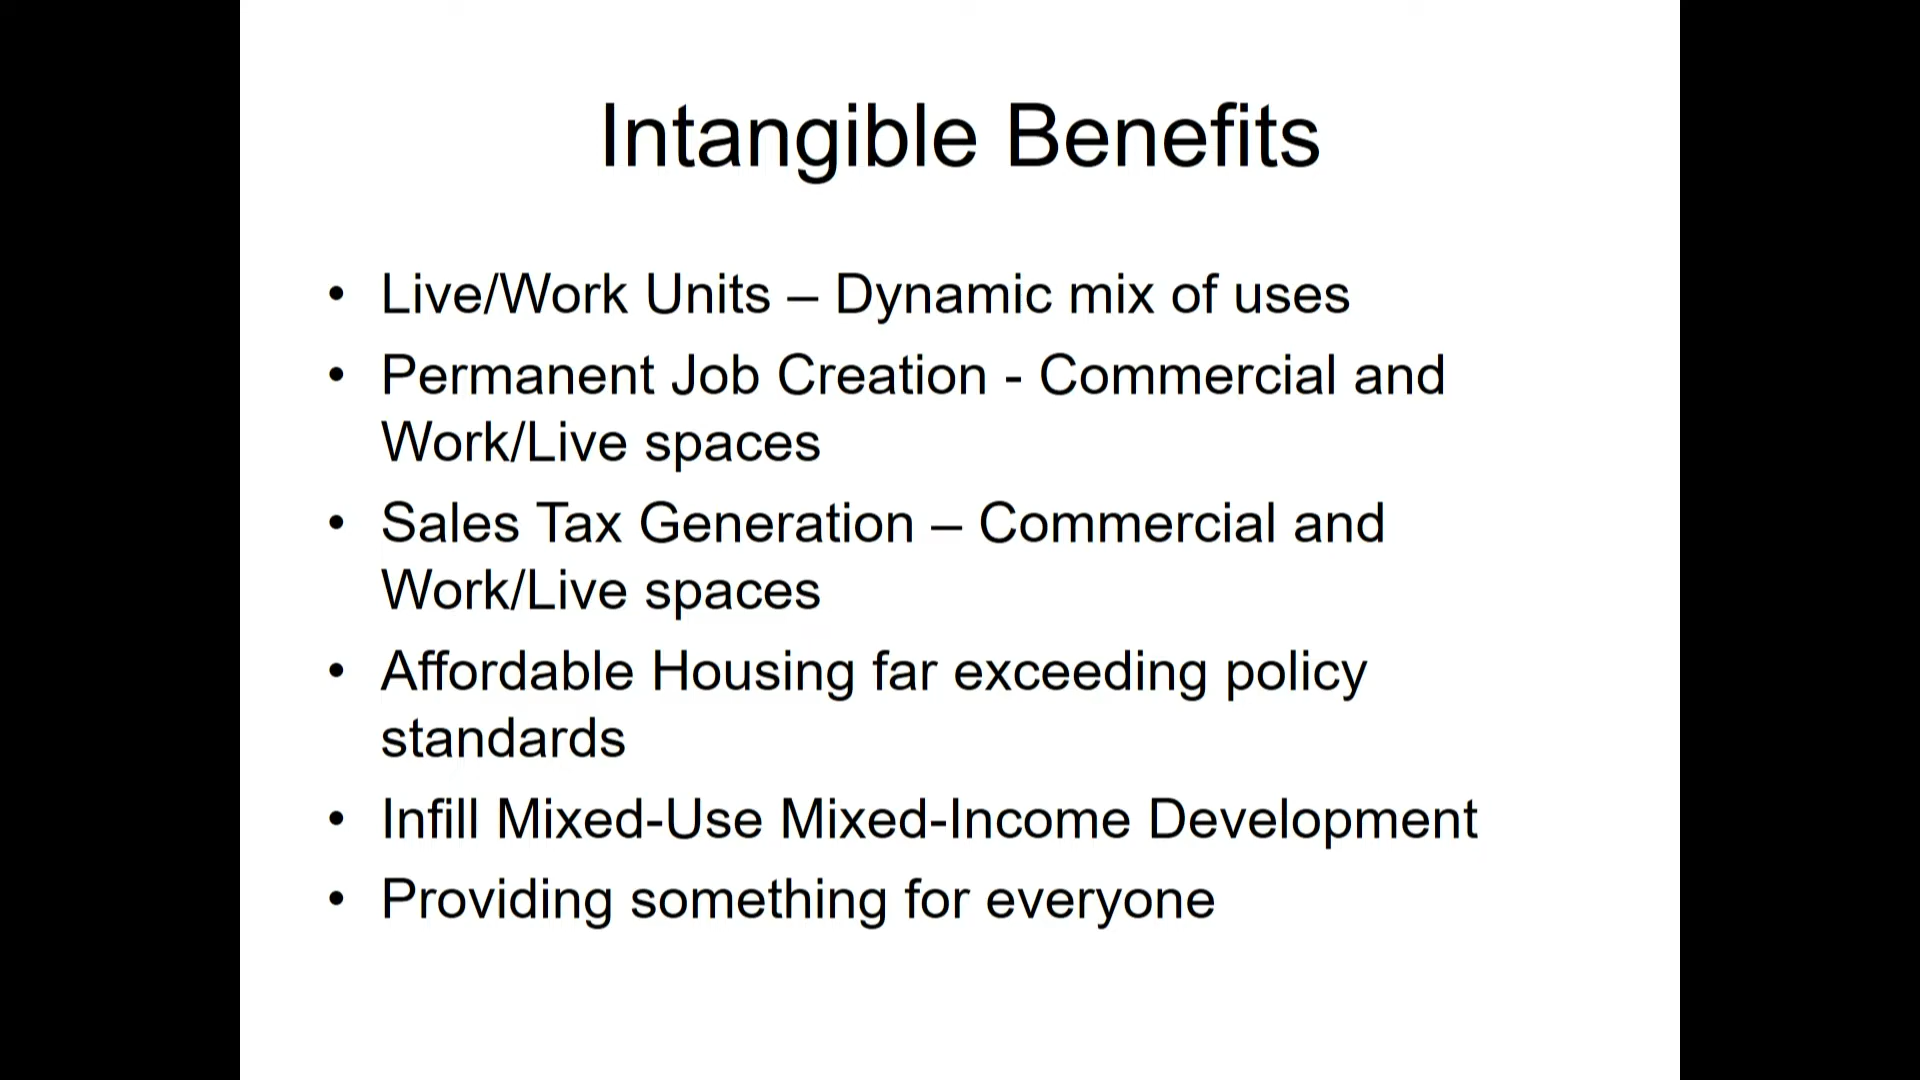 Intangible Benefits
• Live/Work Units – Dynamic mix of uses
• Permanent Job Creation - Commercial and
Work/Live spaces
• Sales Tax Generation – Commercial and
Work/Live spaces
• Affordable Housing far exceeding policy
standards
• Infill Mixed-Use Mixed-Income Development
• Providing something for everyone